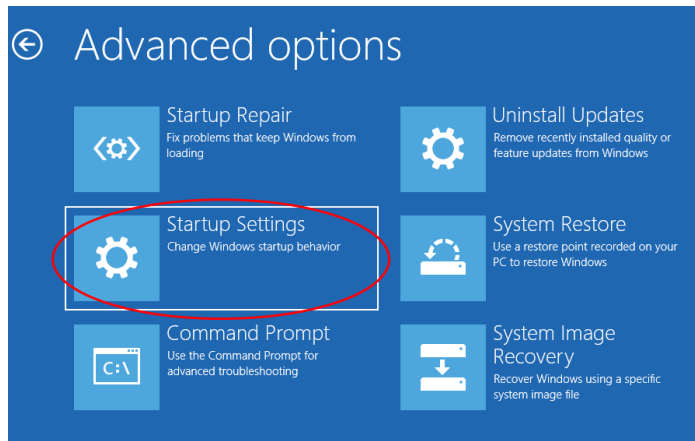 Advanced options
Startup Repair
Fix problems that keep Windows from
loading
Uninstall Updates
Remove recently installed quality or
feature updates from Windows
Startup Settings
Change Windows startup behavior
System Restore
Use a restore point recorded on your
PC to restore Windows
Command Prompt
Use the Command Prompt for
advanced troubleshooting
C:\
System Image
Recovery
Recover Windows using a specific
system image file